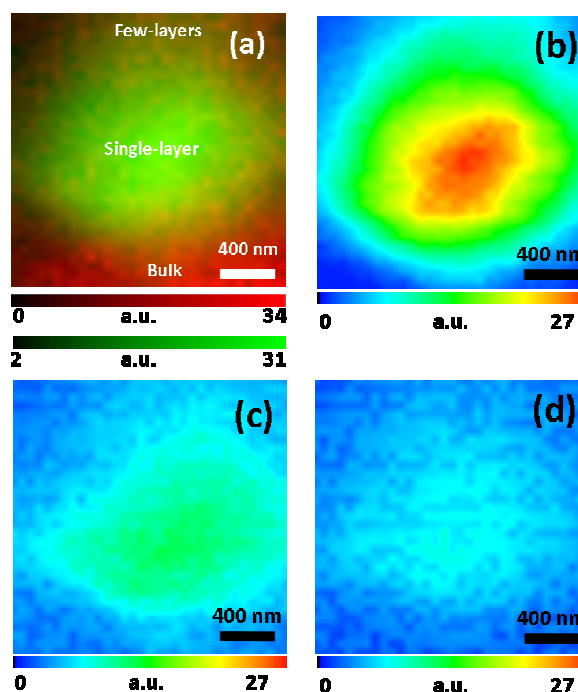 Few-layers
(a)
Single-layer
400 nm
Bulk
0 a.u. 34
2 a.u. 31
(b)
400 nm
0 a.u. 27
(c)
400 nm
0 a.u. 27
(d)
400 nm
0 a.u. 27